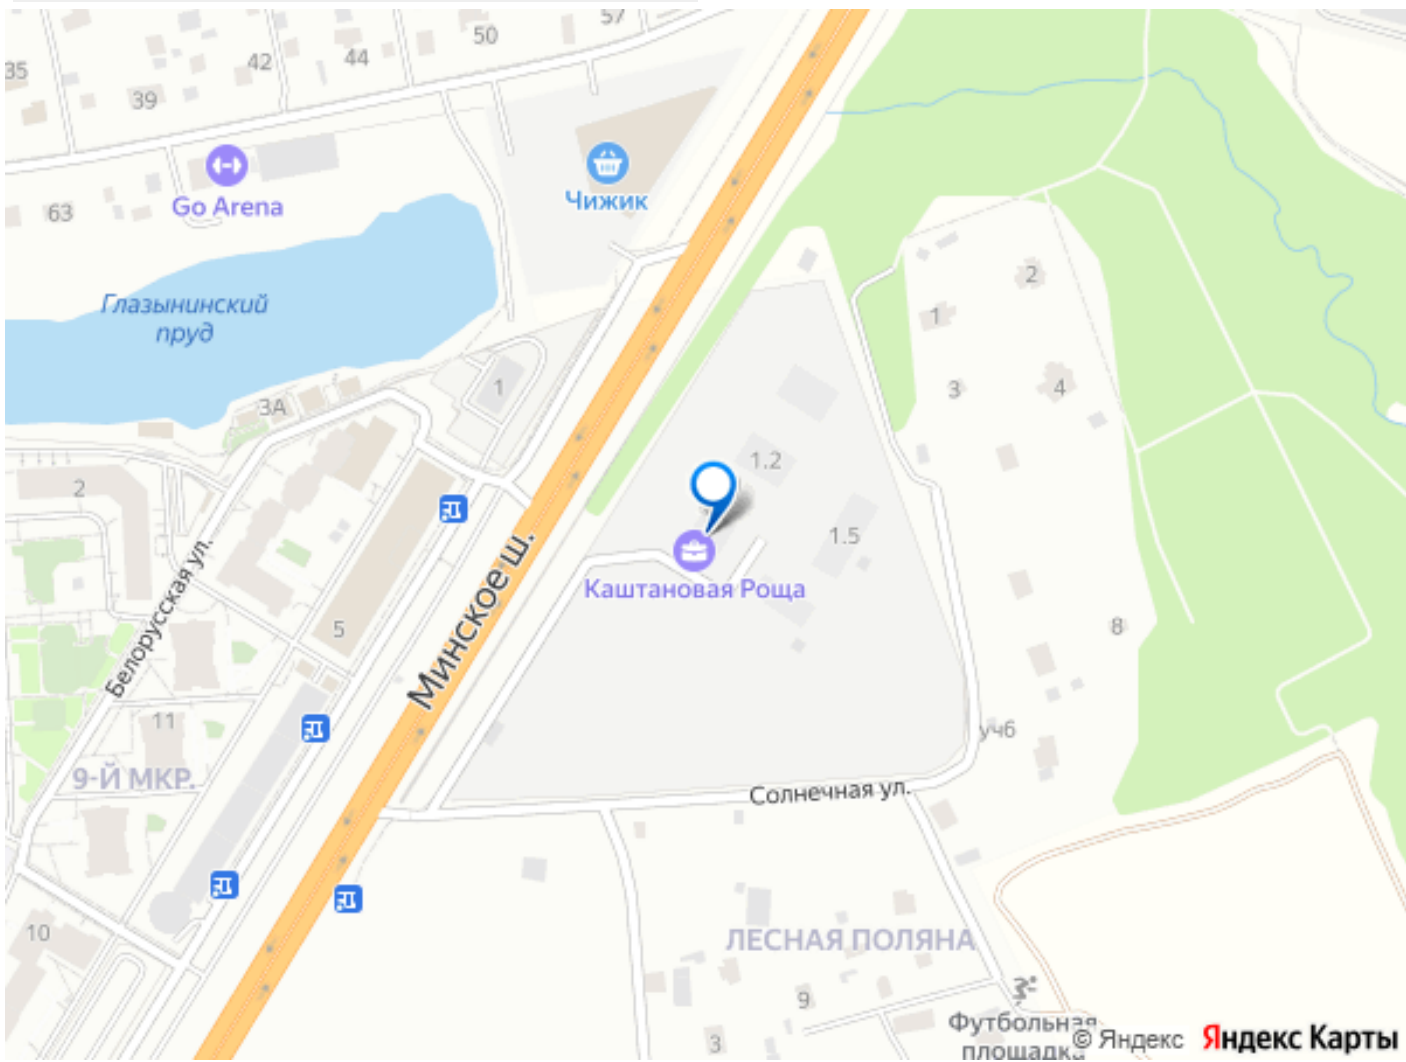 57
50
35
42
44
39
Чижик
63
Go Arena
Глазынинский
пруд
2
1
1
3
4
3А
1.2
2
1.5
Минское ш.
Каштановая Роща
Белорусская ул.
5
8
11
уч6
9-Й МКР.
Солнечная ул.
10
ЛЕСНАЯ ПОЛЯНА
9
3
Футбольная
площадка
© Яндекс Яндекс Карты